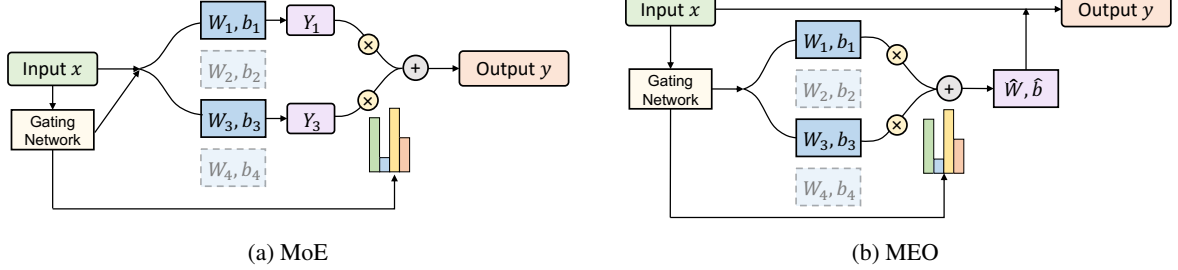 Input x
Gating
Network
W₁, b₁
W₂, b₂
W₃, b₃
W₄, b₄
Y₁
Y₃
×
×
+
Output y
(a) MoE
Input x
Gating
Network
W₁, b₁
W₂, b₂
W₃, b₃
W₄, b₄
×
×
+
Ŵ, b̂
Output y
(b) MEO